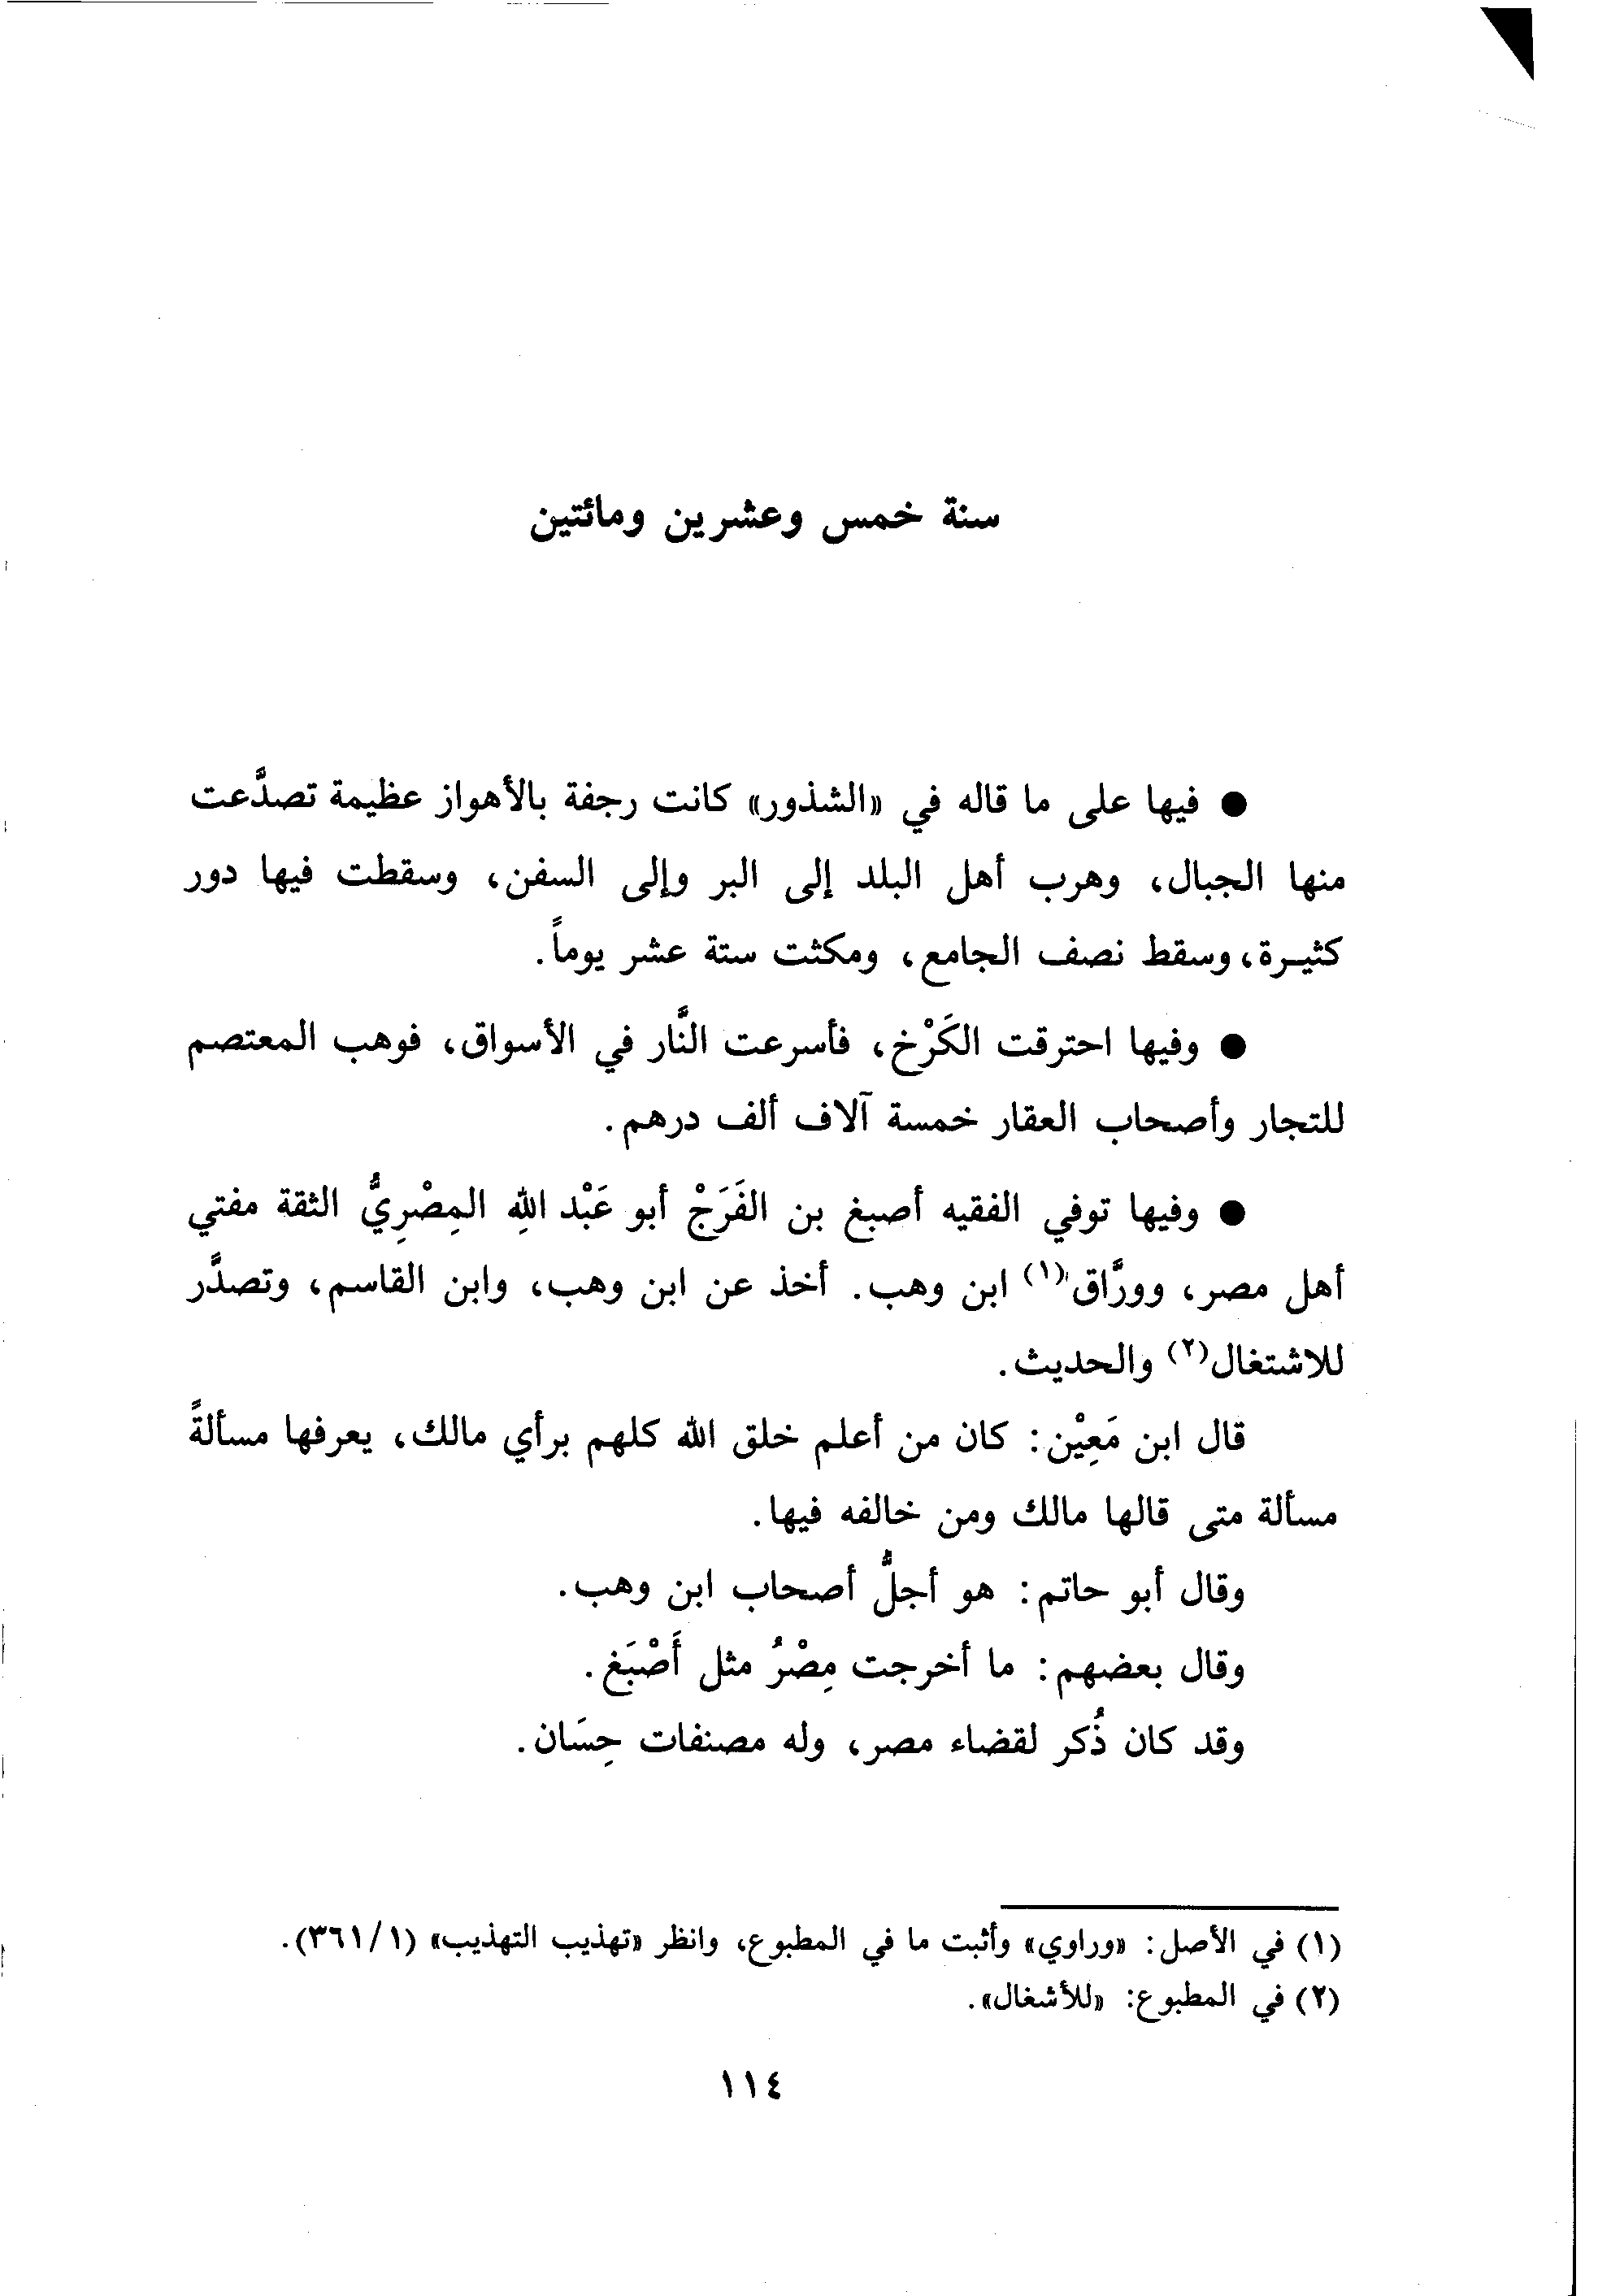 سنة خمس وعشرين ومائتين
● فيها على ما قاله في «الشذور» كانت رجفة بالأهواز عظيمة تصدَّعت
منها الجبال، وهرب أهل البلد إلى البر وإلى السفن، وسقطت فيها دور
كثيـرة، وسقط نصف الجامع، ومكثت ستة عشر يوماً.
● وفيها احترقت الكَرْخ، فأسرعت النَّار في الأسواق، فوهب المعتصم
للتجار وأصحاب العقار خمسة آلاف ألف درهم.
● وفيها توفي الفقيه أصبغ بن الفَرَجْ أبو عَبْد اللهِ المِصْرِيُّ الثقة مفتي
أهل مصر، وورَّاق(١) ابن وهب. أخذ عن ابن وهب، وابن القاسم، وتصدَّر
للاشتغال(٢) والحديث.
قال ابن مَعِيْن: كان من أعلم خلق الله كلهم برأي مالك، يعرفها مسألةً
مسألة متى قالها مالك ومن خالفه فيها.
وقال أبو حاتم: هو أجلُّ أصحاب ابن وهب.
وقال بعضهم: ما أخرجت مِصْرُ مثل أَصْبَغ.
وقد كان ذُكر لقضاء مصر، وله مصنفات حِسَان.
(١) في الأصل: «وراوي» وأثبت ما في المطبوع، وانظر «تهذيب التهذيب» (١/ ٣٦١).
(٢) في المطبوع: «للأشغال».
١١٤